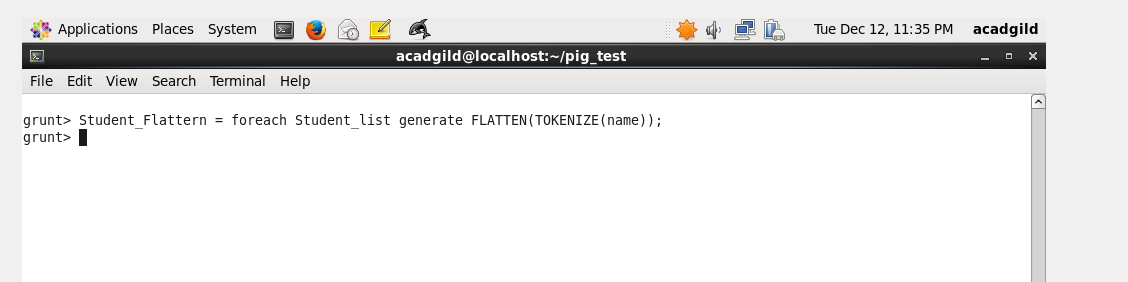 Applications Places System Tue Dec 12, 11:35 PM acadgild
acadgild@localhost:~/pig_test
File Edit View Search Terminal Help
grunt> Student_Flattern = foreach Student_list generate FLATTEN(TOKENIZE(name));
grunt>